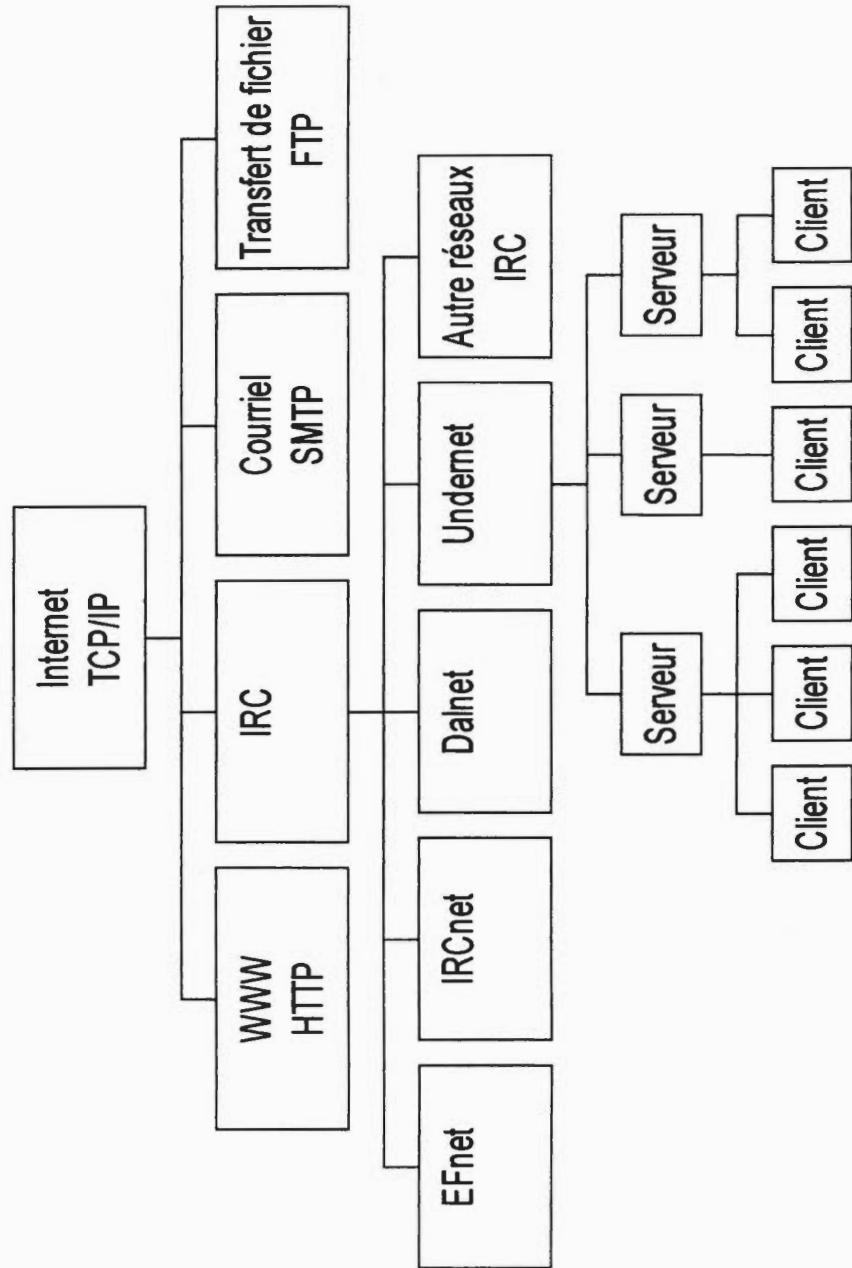 Internet
TCP/IP
WWW
HTTP
IRC
Courriel
SMTP
Transfert de fichier
FTP
EFnet
IRCnet
Dalnet
Undernet
Autre réseaux
IRC
Serveur
Serveur
Serveur
Client
Client
Client
Client
Client
Client